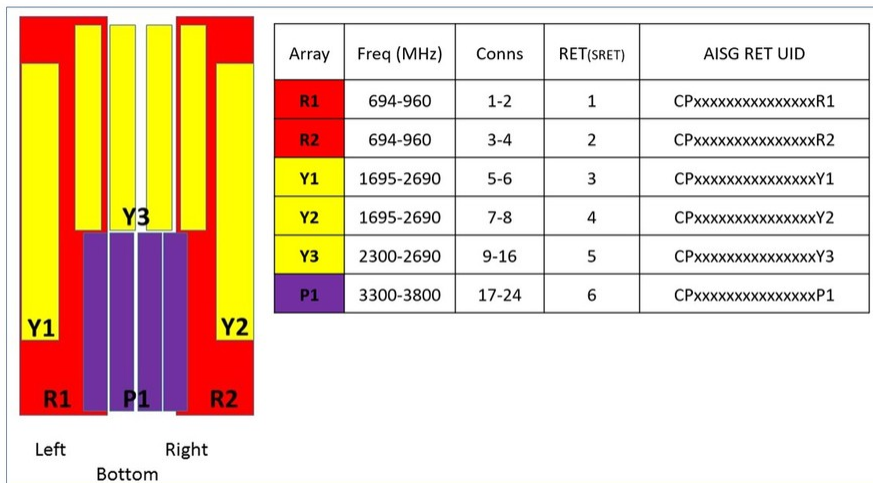 Y3
Y1
Y2
R1 P1 R2
Left Right
Bottom
Array Freq (MHz) Conns RET(SRET) AISG RET UID
R1 694-960 1-2 1 CPxxxxxxxxxxxxxxxR1
R2 694-960 3-4 2 CPxxxxxxxxxxxxxxxR2
Y1 1695-2690 5-6 3 CPxxxxxxxxxxxxxxxY1
Y2 1695-2690 7-8 4 CPxxxxxxxxxxxxxxxY2
Y3 2300-2690 9-16 5 CPxxxxxxxxxxxxxxxY3
P1 3300-3800 17-24 6 CPxxxxxxxxxxxxxxxP1